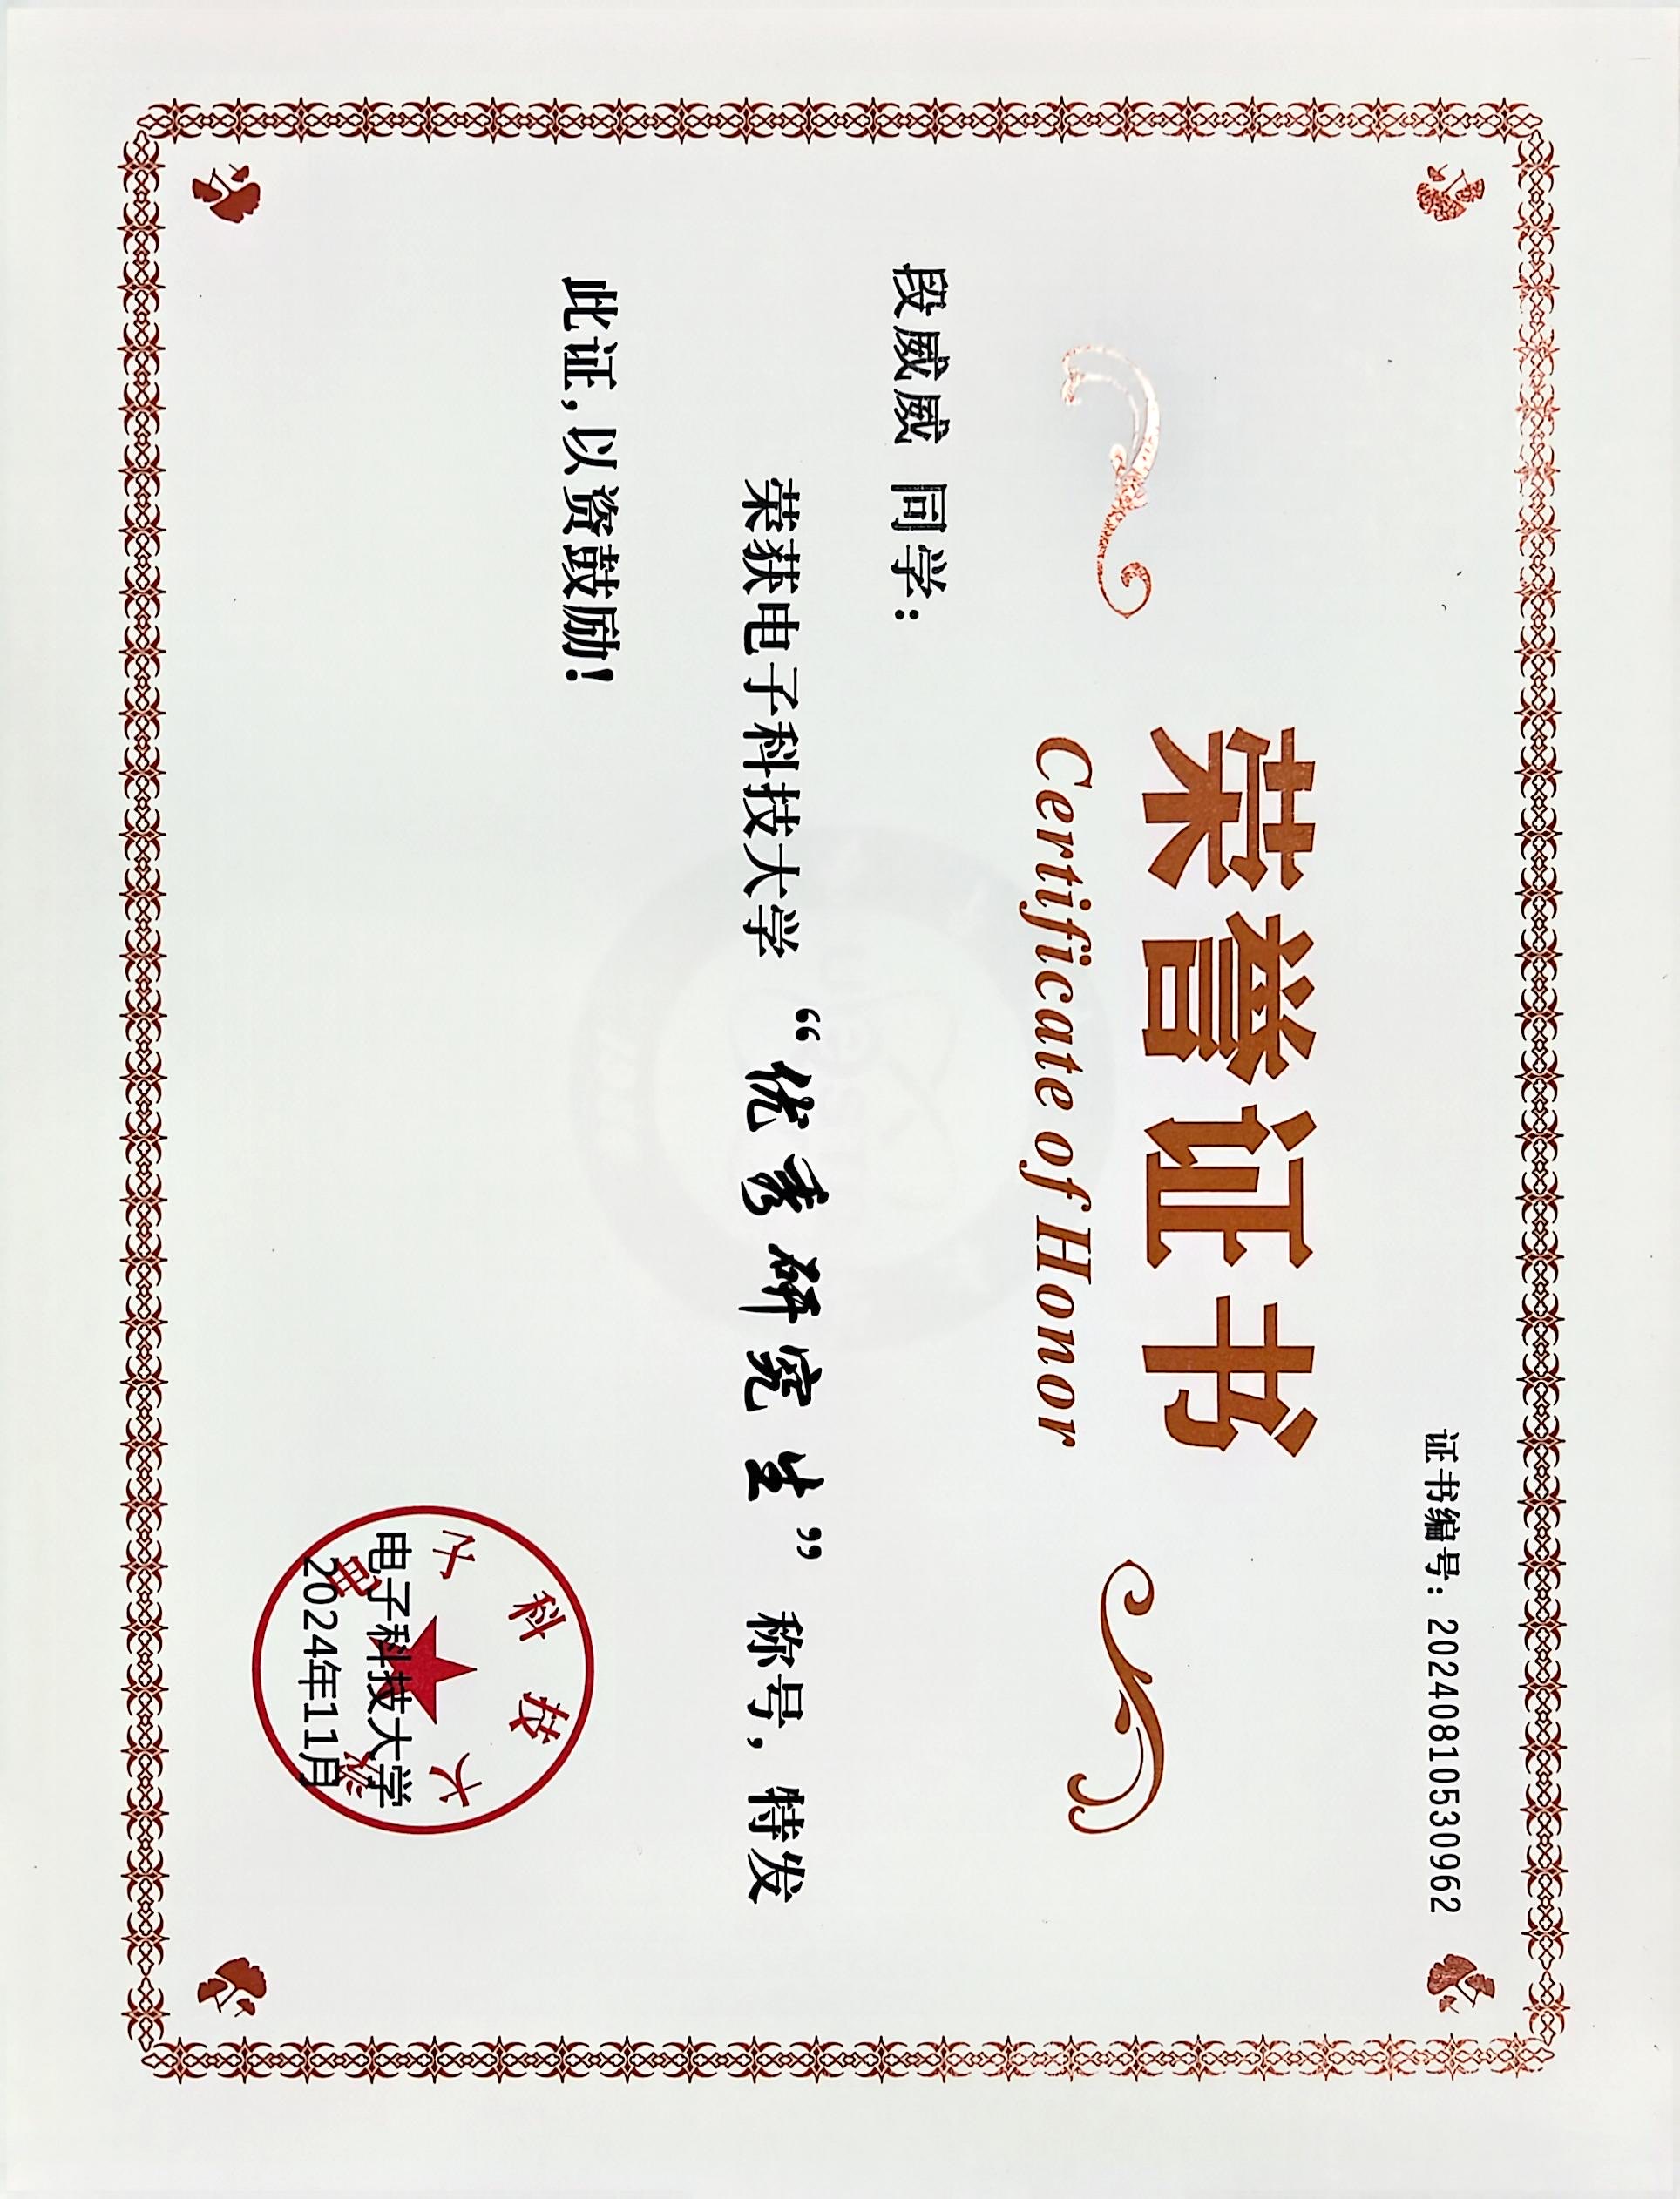 证书编号：20240810530962
荣誉证书
Certificate of Honor
段威威 同学：
荣获电子科技大学“优秀研究生”称号，特发
此证，以资鼓励！
电子科技大学
电子科技大学
2024年11月